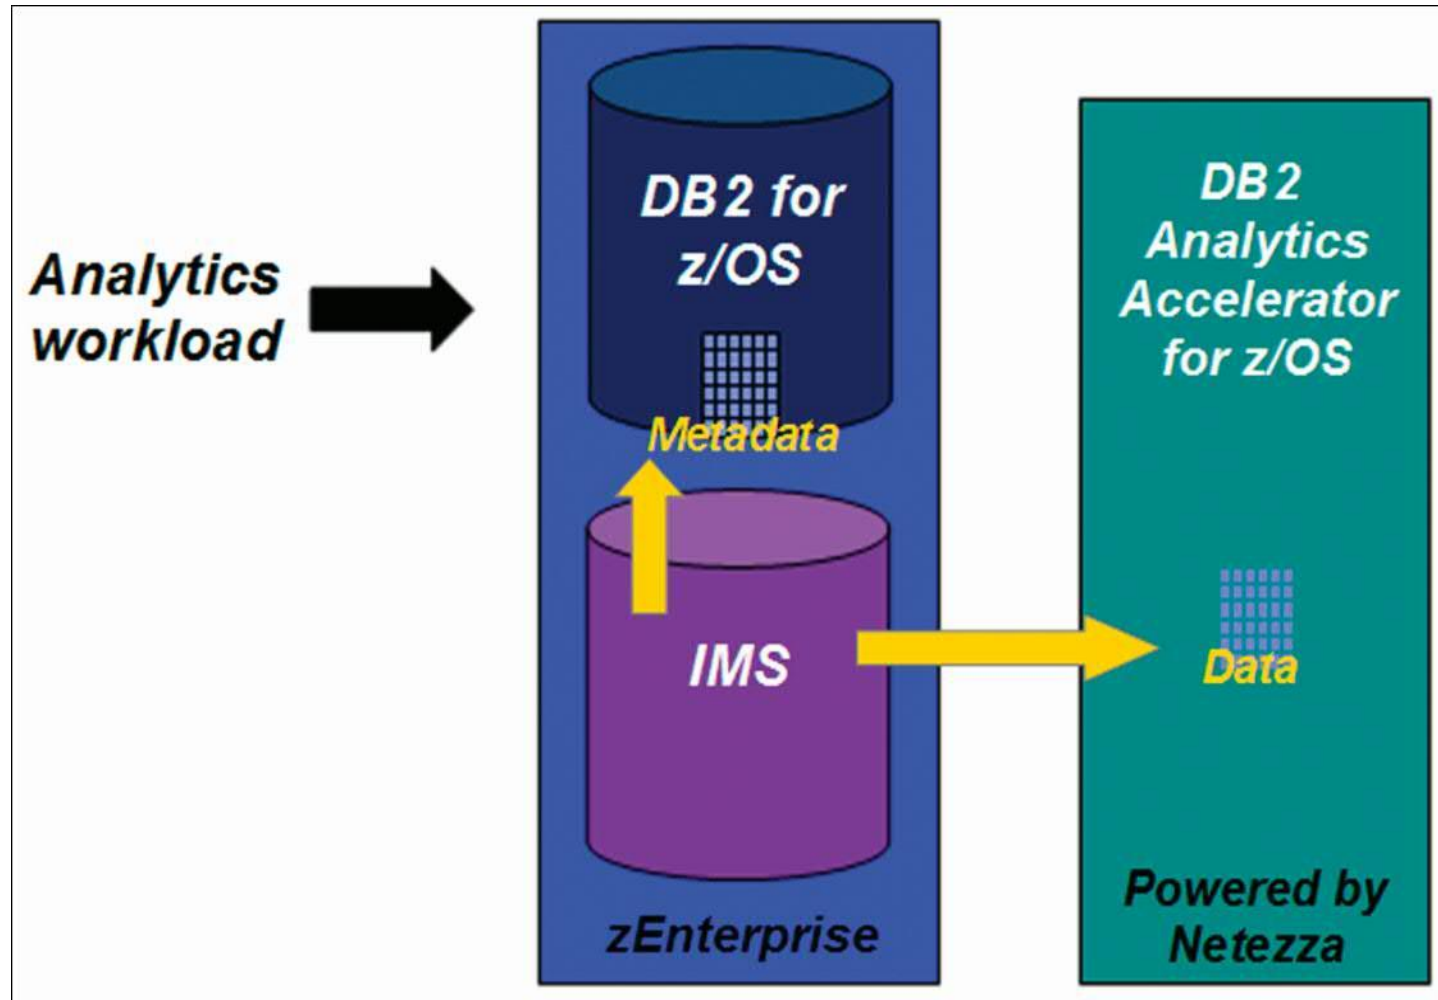 Analytics
workload
DB2 for
z/OS
Metadata
IMS
zEnterprise
DB2
Analytics
Accelerator
for z/OS
Data
Powered by
Netezza